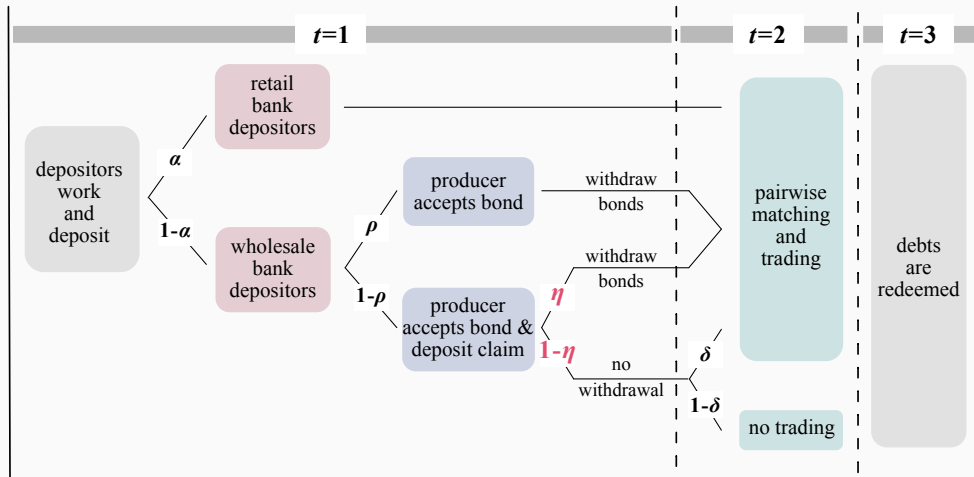 t=1
t=2
t=3
depositors
work
and
deposit
α
1-α
retail
bank
depositors
wholesale
bank
depositors
ρ
1-ρ
producer
accepts bond
producer
accepts bond &
deposit claim
withdraw
bonds
η
1-η
withdraw
bonds
no
withdrawal
δ
1-δ
pairwise
matching
and
trading
no trading
debts
are
redeemed